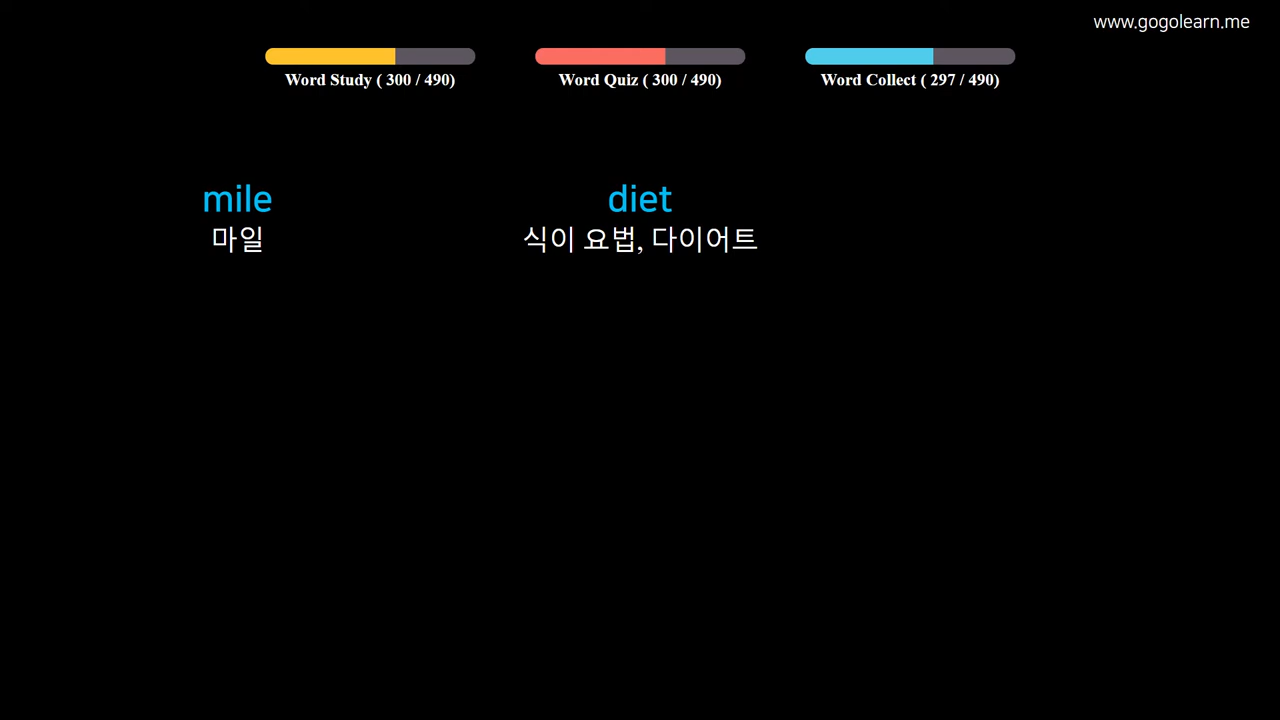 www.gogolearn.me
Word Study ( 300 / 490)
Word Quiz ( 300 / 490)
Word Collect ( 297 / 490)
mile
마일
diet
식이 요법, 다이어트